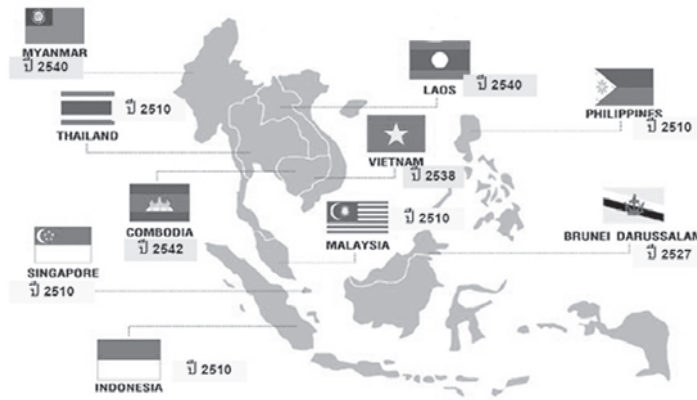 MYANMAR
ปี 2540
THAILAND
ปี 2510
LAOS
ปี 2540
PHILIPPINES
ปี 2510
VIETNAM
ปี 2538
COMBODIA
ปี 2542
MALAYSIA
ปี 2510
BRUNEI DARUSSALAM
ปี 2527
SINGAPORE
ปี 2510
INDONESIA
ปี 2510